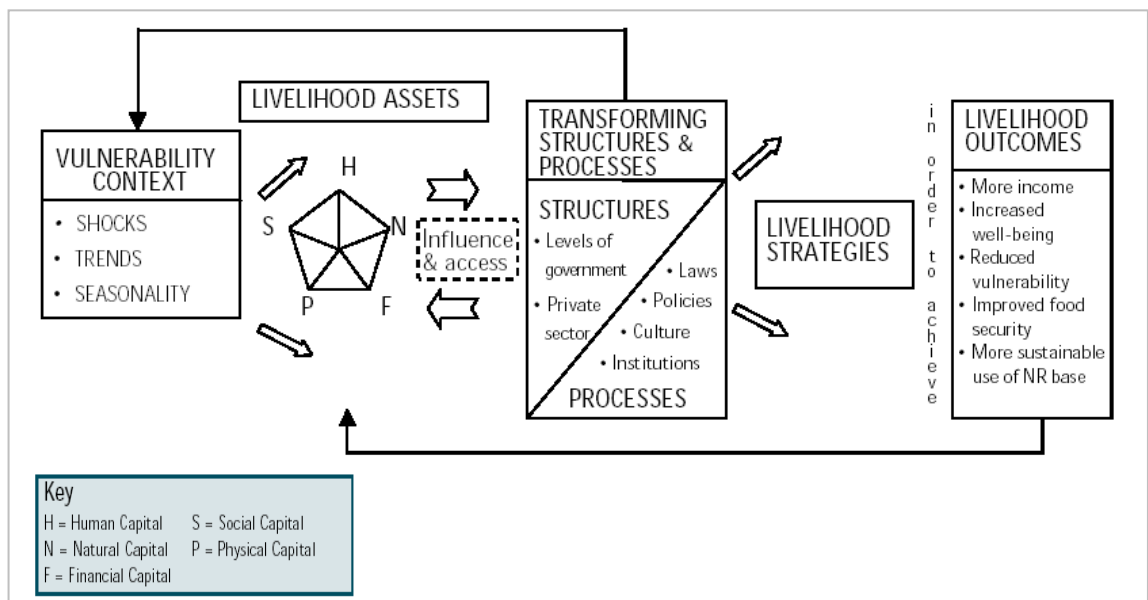 LIVELIHOOD ASSETS
VULNERABILITY
CONTEXT
• SHOCKS
• TRENDS
• SEASONALITY
H
S
N
P
F
Influence
& access
TRANSFORMING
STRUCTURES &
PROCESSES
STRUCTURES
• Levels of
government
• Private
sector
• Laws
• Policies
• Culture
• Institutions
PROCESSES
LIVELIHOOD
STRATEGIES
in order to achieve
LIVELIHOOD
OUTCOMES
• More income
• Increased
well-being
• Reduced
vulnerability
• Improved food
security
• More sustainable
use of NR base
Key
H = Human Capital S = Social Capital
N = Natural Capital P = Physical Capital
F = Financial Capital